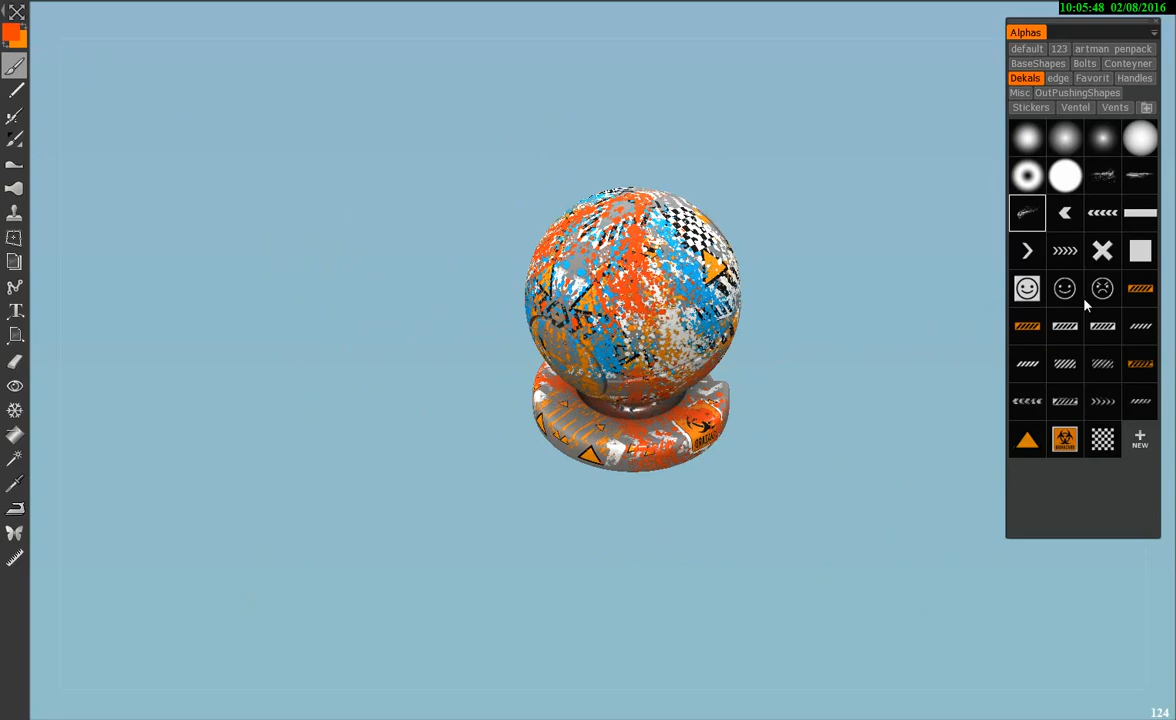 10:05:48 02/08/2016
Alphas
default 123 artman penpack
BaseShapes Bolts Conteyner
Dekals edge Favorit Handles
Misc OutPushingShapes
Stickers Ventel Vents
NEW
124